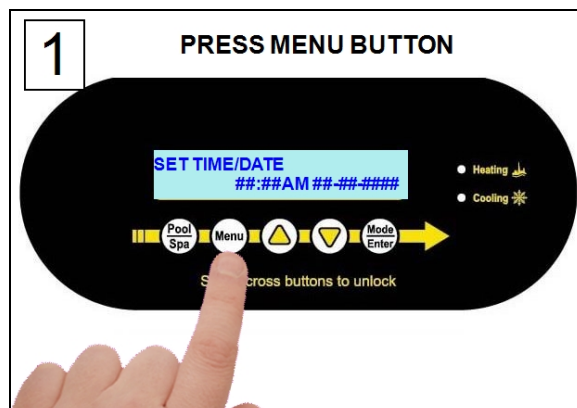 1
PRESS MENU BUTTON
SET TIME/DATE
##:##AM ##-##-####
Heating
Cooling
Pool
Spa
Menu
Mode
Enter
cross buttons to unlock